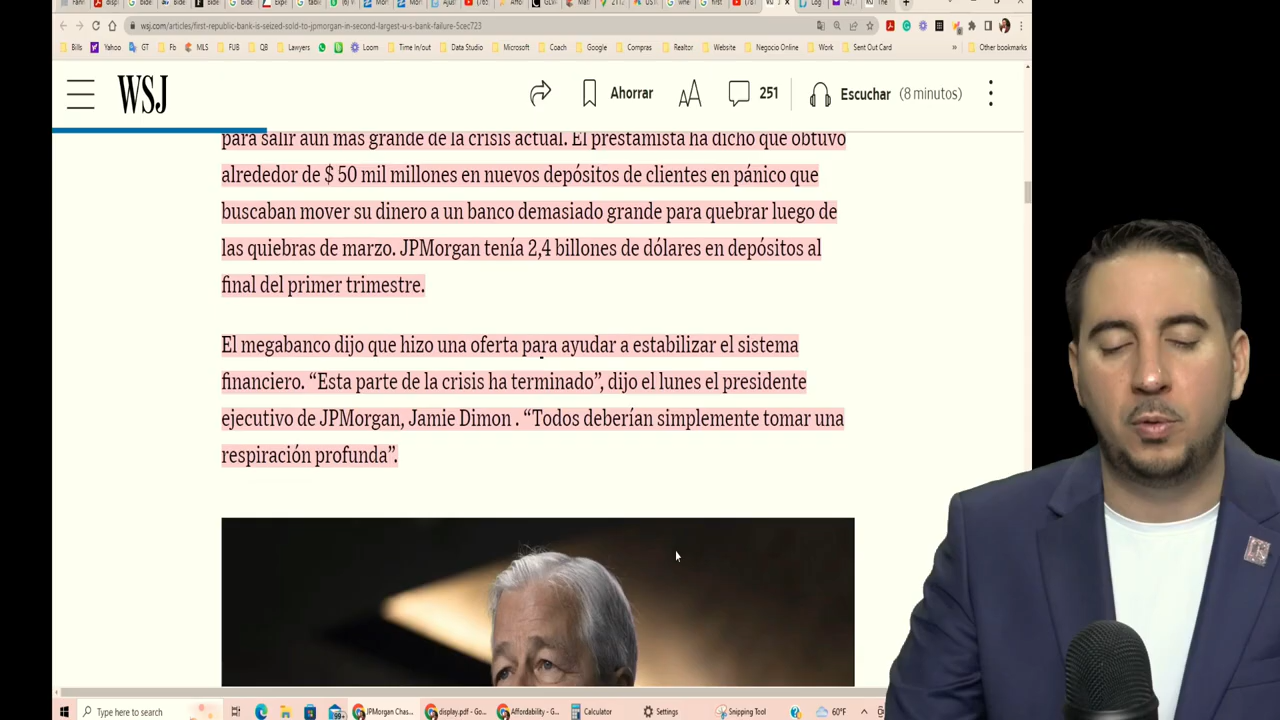 wsj.com/articles/first-republic-bank-is-seized-sold-to-jpmorgan-in-second-largest-u-s-bank-failure-5cec723
Bills Yahoo GT Fb MLS FUB QB Lawyers Loom Time In/out Data Studio Microsoft Coach Google Compras Realtor Website Negocio Online Work Sent Out Card » Other bookmarks
WSJ Ahorrar AA 251 Escuchar (8 minutos)
para salir aún más grande de la crisis actual. El prestamista ha dicho que obtuvo
alrededor de $ 50 mil millones en nuevos depósitos de clientes en pánico que
buscaban mover su dinero a un banco demasiado grande para quebrar luego de
las quiebras de marzo. JPMorgan tenía 2,4 billones de dólares en depósitos al
final del primer trimestre.
El megabanco dijo que hizo una oferta para ayudar a estabilizar el sistema
financiero. “Esta parte de la crisis ha terminado”, dijo el lunes el presidente
ejecutivo de JPMorgan, Jamie Dimon . “Todos deberían simplemente tomar una
respiración profunda”.
Type here to search 99+ JPMorgan Chas... display.pdf - Go... Affordability - G... Calculator Settings Snipping Tool 60°F